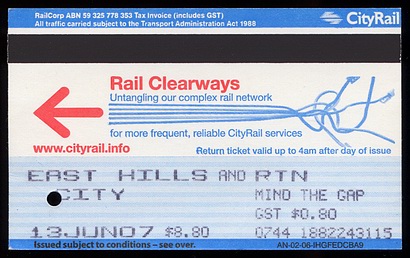 RailCorp ABN 59 325 778 353 Tax Invoice (includes GST)
All traffic carried subject to the Transport Administration Act 1988
CityRail
Rail Clearways
Untangling our complex rail network
for more frequent, reliable CityRail services
www.cityrail.info
Return ticket valid up to 4am after day of issue
EAST HILLS AND RTN
CITY MIND THE GAP
GST $0.80
13JUN07 $8.80 0744 1882243115
Issued subject to conditions – see over.
AN-02-06-IHGFEDCBA9